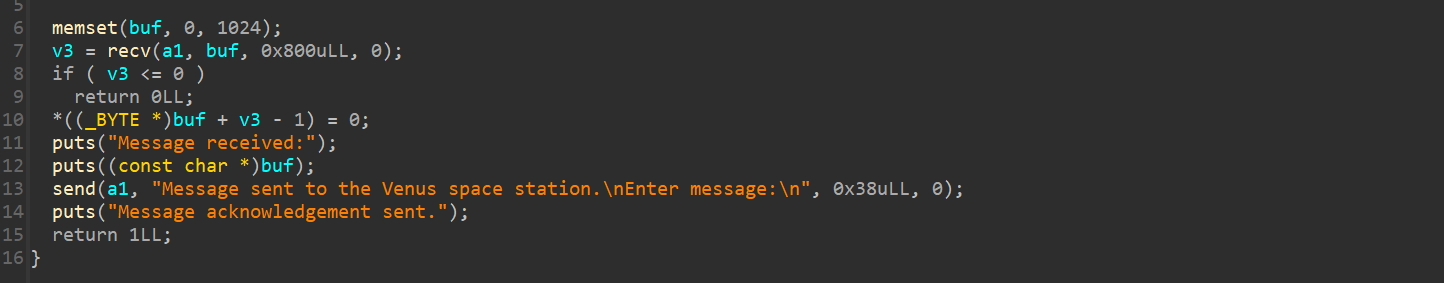 5
6 memset(buf, 0, 1024);
7 v3 = recv(a1, buf, 0x800uLL, 0);
8 if ( v3 <= 0 )
9 return 0LL;
10 *((_BYTE *)buf + v3 - 1) = 0;
11 puts("Message received:");
12 puts((const char *)buf);
13 send(a1, "Message sent to the Venus space station.\nEnter message:\n", 0x38uLL, 0);
14 puts("Message acknowledgement sent.");
15 return 1LL;
16 }